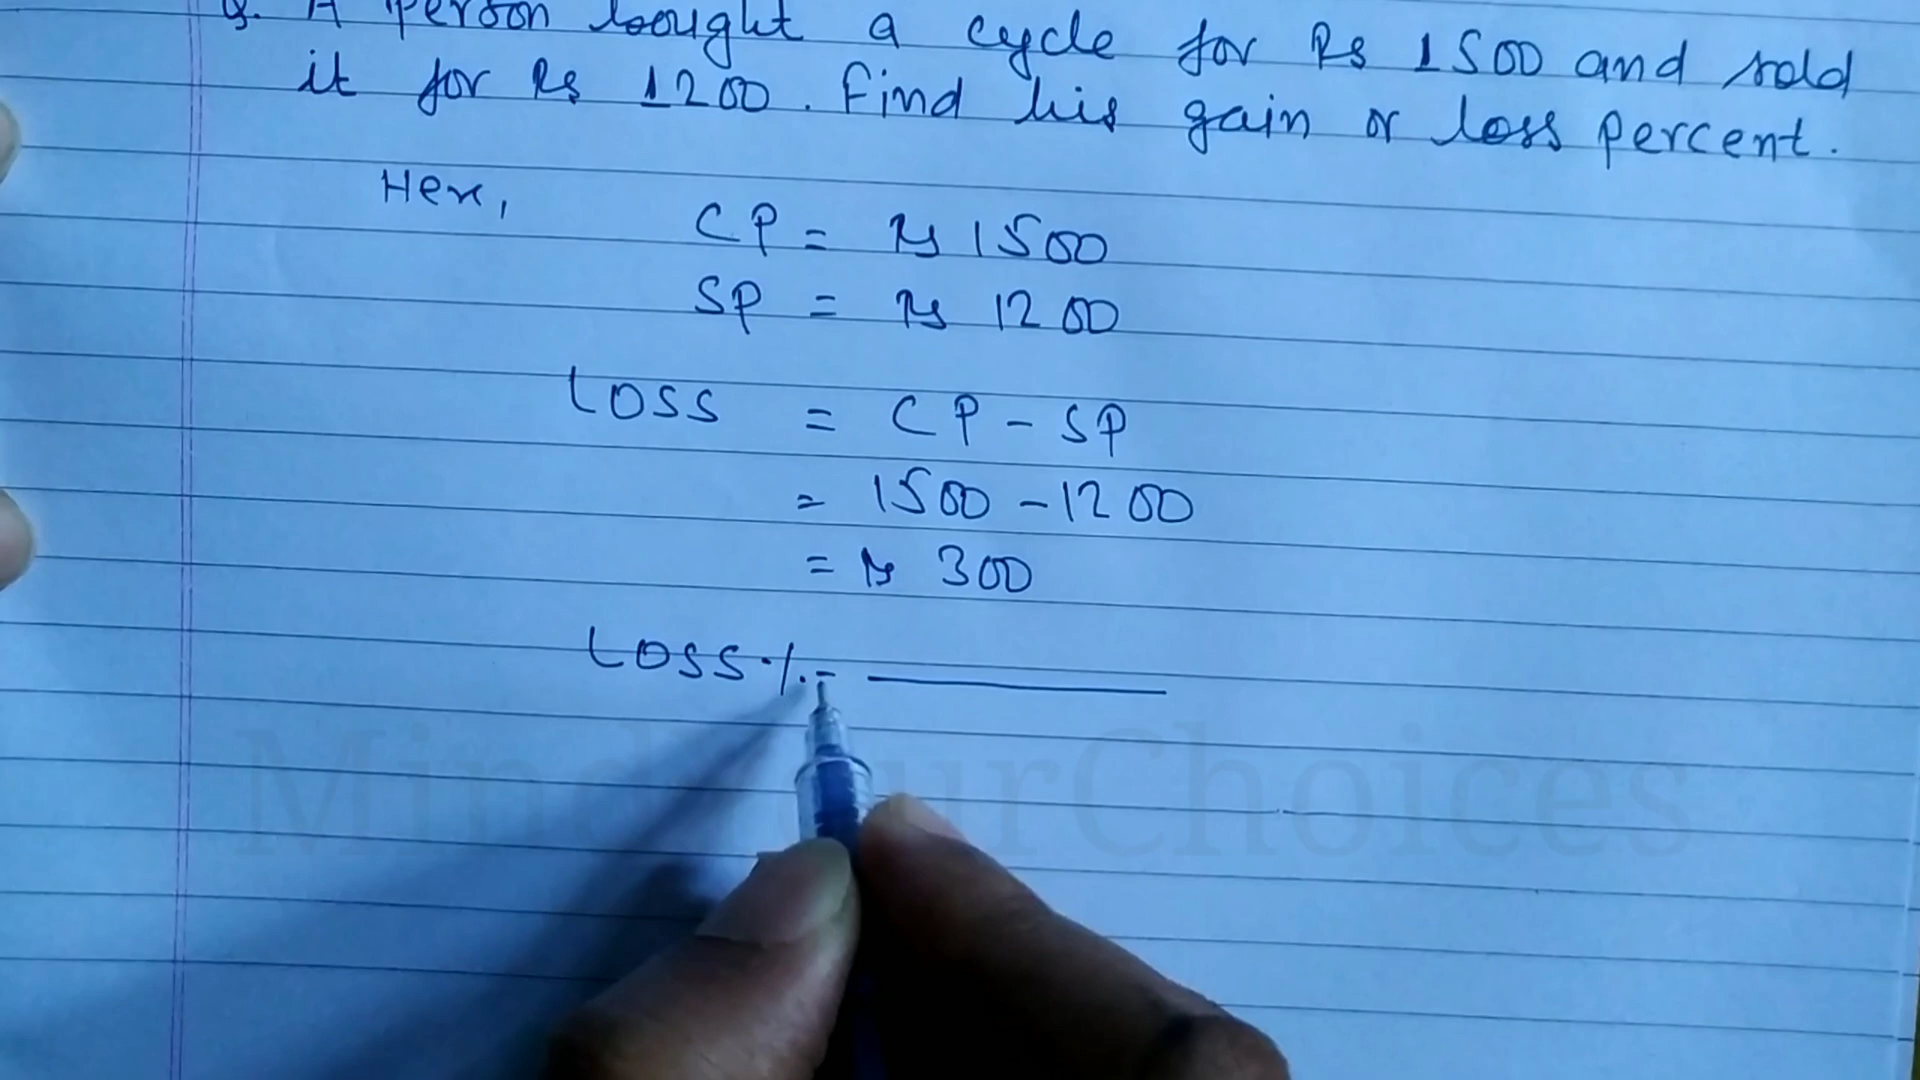 Q. A person bought a cycle for Rs 1500 and sold
it for Rs 1200. Find his gain or loss percent.
Here,
CP = Rs 1500
SP = Rs 1200
Loss = CP - SP
= 1500 - 1200
= Rs 300
Loss % =
MindYourChoices